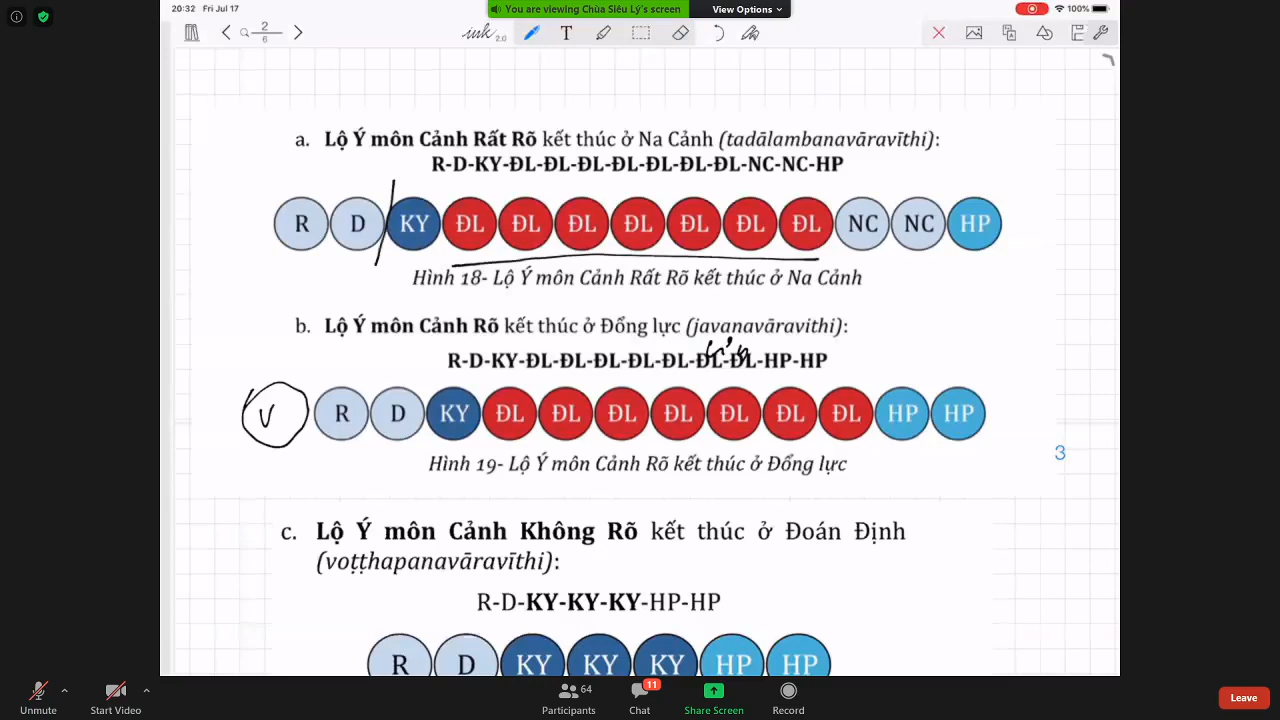 20:32 Fri Jul 17
You are viewing Chùa Siêu Lý's screen
View Options
100%
2
6
ink 2.0
T
a. Lộ Ý môn Cảnh Rất Rõ kết thúc ở Na Cảnh (tadālambanavāravīthi):
R-D-KY-ĐL-ĐL-ĐL-ĐL-ĐL-ĐL-ĐL-NC-NC-HP
R D KY ĐL ĐL ĐL ĐL ĐL ĐL ĐL NC NC HP
Hình 18- Lộ Ý môn Cảnh Rất Rõ kết thúc ở Na Cảnh
b. Lộ Ý môn Cảnh Rõ kết thúc ở Đổng lực (javanavāravithi):
R-D-KY-ĐL-ĐL-ĐL-ĐL-ĐL-ĐL-ĐL-HP-HP
V R D KY ĐL ĐL ĐL ĐL ĐL ĐL ĐL HP HP
Hình 19- Lộ Ý môn Cảnh Rõ kết thúc ở Đổng lực
3
c. Lộ Ý môn Cảnh Không Rõ kết thúc ở Đoán Định
(voṭṭhapanavāravīthi):
R-D-KY-KY-KY-HP-HP
R D KY KY KY HP HP
Unmute
Start Video
64
Participants
11
Chat
Share Screen
Record
Leave